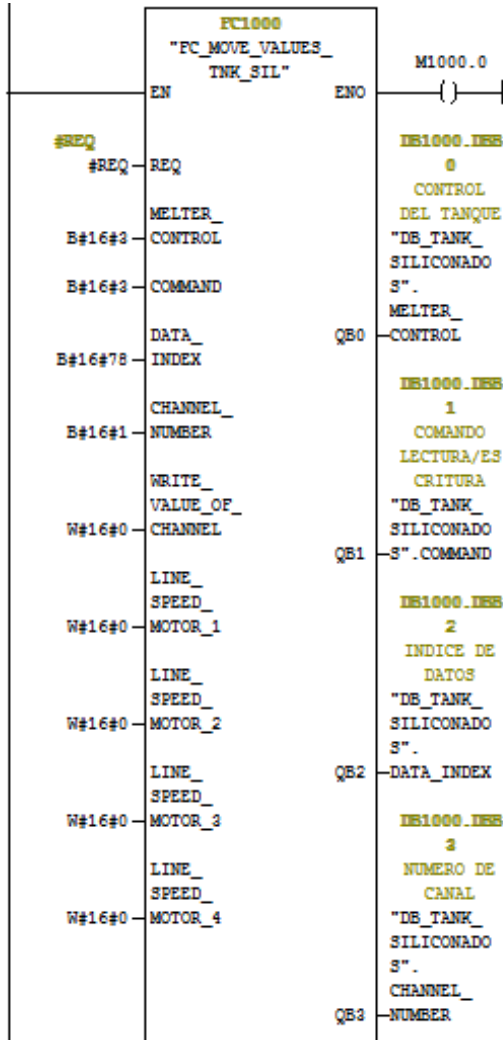 FC1000
"FC_MOVE_VALUES_
TNK_SIL"
M1000.0
EN
ENO
#REQ
#REQ
REQ
MELTER_
B#16#3
CONTROL
B#16#3
COMMAND
DATA_
B#16#78
INDEX
CHANNEL_
B#16#1
NUMBER
WRITE_
VALUE_OF_
W#16#0
CHANNEL
LINE_
SPEED_
W#16#0
MOTOR_1
LINE_
SPEED_
W#16#0
MOTOR_2
LINE_
SPEED_
W#16#0
MOTOR_3
LINE_
SPEED_
W#16#0
MOTOR_4
DB1000.DBB
0
CONTROL
DEL TANQUE
"DB_TANK_
SILICONADO
S".
MELTER_
QB0
CONTROL
DB1000.DBB
1
COMANDO
LECTURA/ES
CRITURA
"DB_TANK_
SILICONADO
QB1
S".COMMAND
DB1000.DBB
2
INDICE DE
DATOS
"DB_TANK_
SILICONADO
S".
QB2
DATA_INDEX
DB1000.DBB
3
NUMERO DE
CANAL
"DB_TANK_
SILICONADO
S".
CHANNEL_
QB3
NUMBER